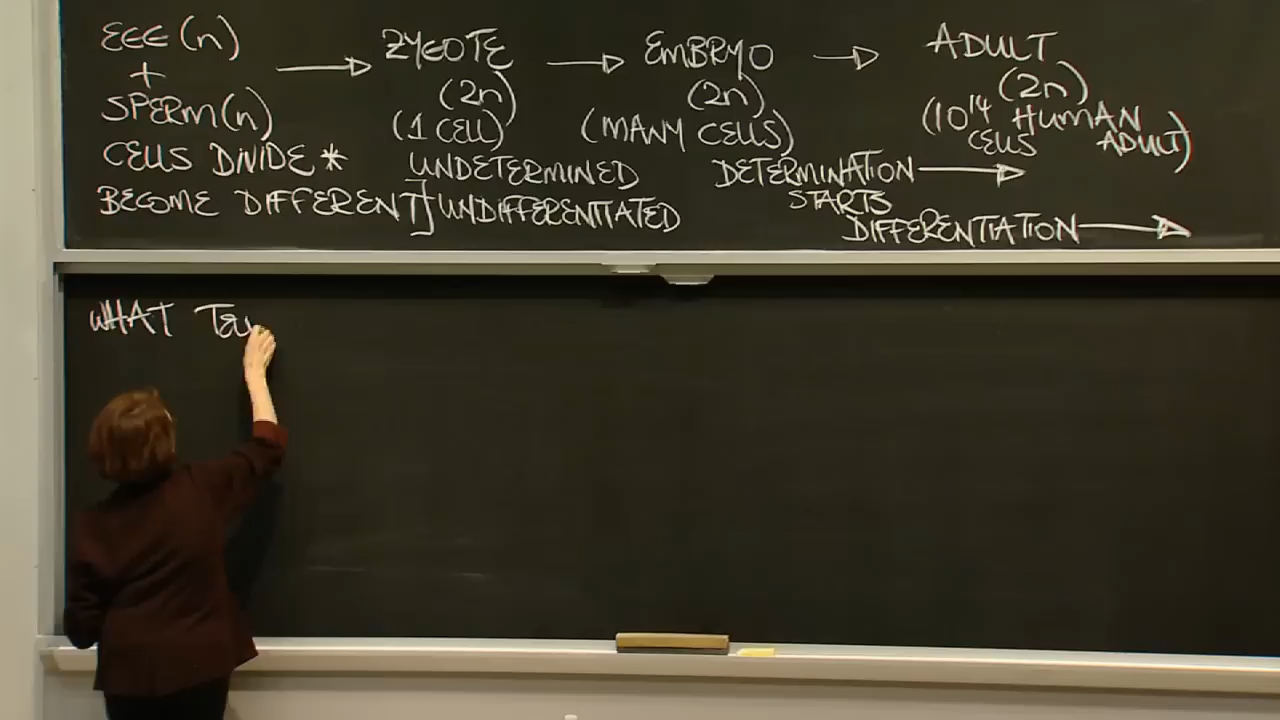 EGG (n)
+
SPERM (n)
→ ZYGOTE
(2n)
(1 CELL)
→ EMBRYO
(2n)
(MANY CELLS)
→ ADULT
(2n)
(10¹⁴ HUMAN
CELLS ADULT)
CELLS DIVIDE *
BECOME DIFFERENT
UNDETERMINED
UNDIFFERENTIATED
DETERMINATION →
STARTS
DIFFERENTIATION →
WHAT